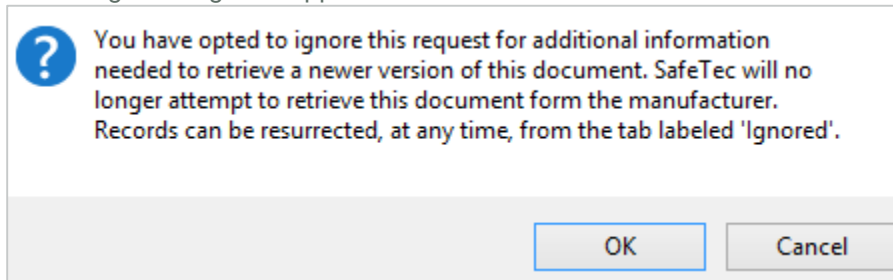 You have opted to ignore this request for additional information
needed to retrieve a newer version of this document. SafeTec will no
longer attempt to retrieve this document form the manufacturer.
Records can be resurrected, at any time, from the tab labeled 'Ignored'.
OK Cancel